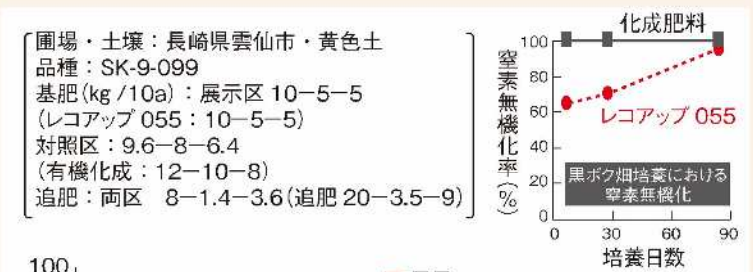 圃場・土壌：長崎県雲仙市・黄色土
品種：SK-9-099
基肥(kg/10a)：展示区 10−5−5
(レコアップ 055：10−5−5)
対照区：9.6−8−6.4
(有機化成：12−10−8)
追肥：両区　8−1.4−3.6(追肥 20−3.5−9)
化成肥料
窒素無機化率(%)
100
80
60
40
20
0
レコアップ 055
黒ボク畑培養における
窒素無機化
0 30 60 90
培養日数
100